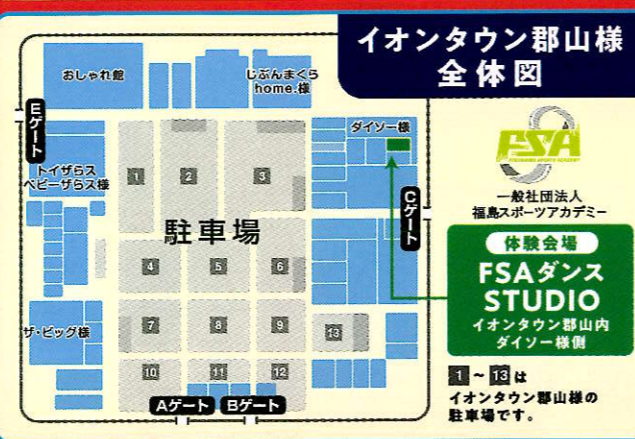 イオンタウン郡山様
全体図
おしゃれ館
じぶんまくら
home.様
Eゲート
トイザらス
ベビーザらス様
ダイソー様
Cゲート
1
2
3
駐車場
4
5
6
ザ・ビッグ様
7
8
9
13
10
11
12
Aゲート
Bゲート
FSA
FUKUSHIMA SPORTS ACADEMY
一般社団法人
福島スポーツアカデミー
体験会場
FSAダンス
STUDIO
イオンタウン郡山内
ダイソー様側
1~13は
イオンタウン郡山様の
駐車場です。